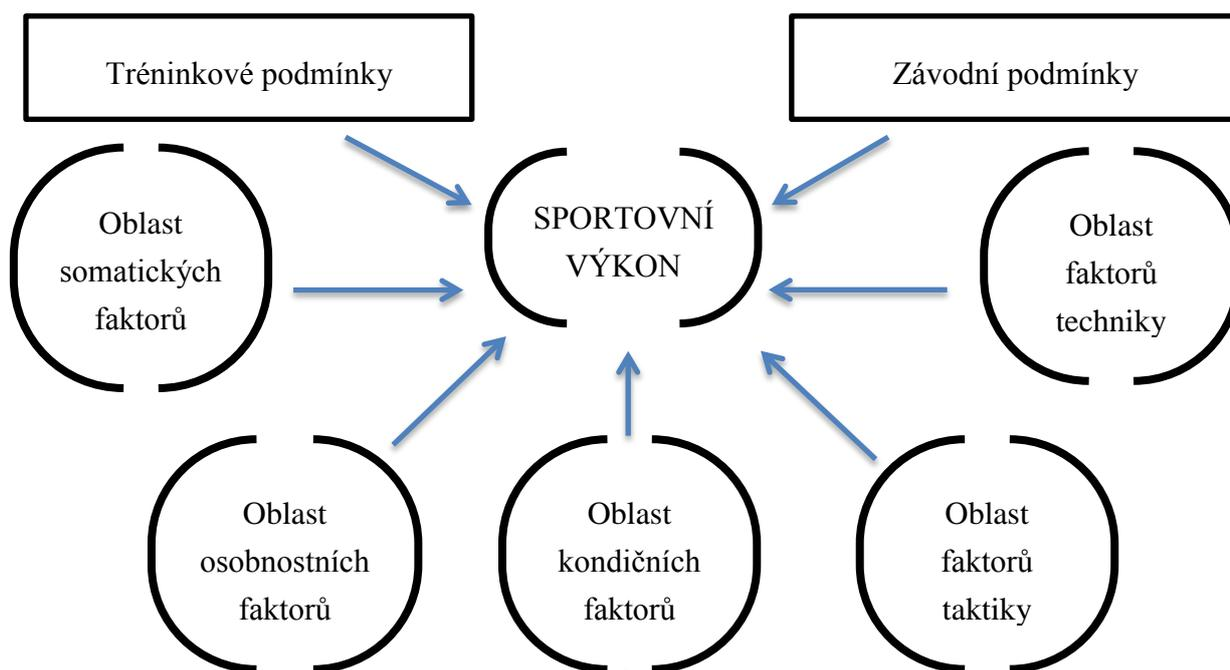 Tréninkové podmínky
Závodní podmínky
Oblast
somatických
faktorů
SPORTOVNÍ
VÝKON
Oblast
faktorů
techniky
Oblast
osobnostních
faktorů
Oblast
kondičních
faktorů
Oblast
faktorů
taktiky